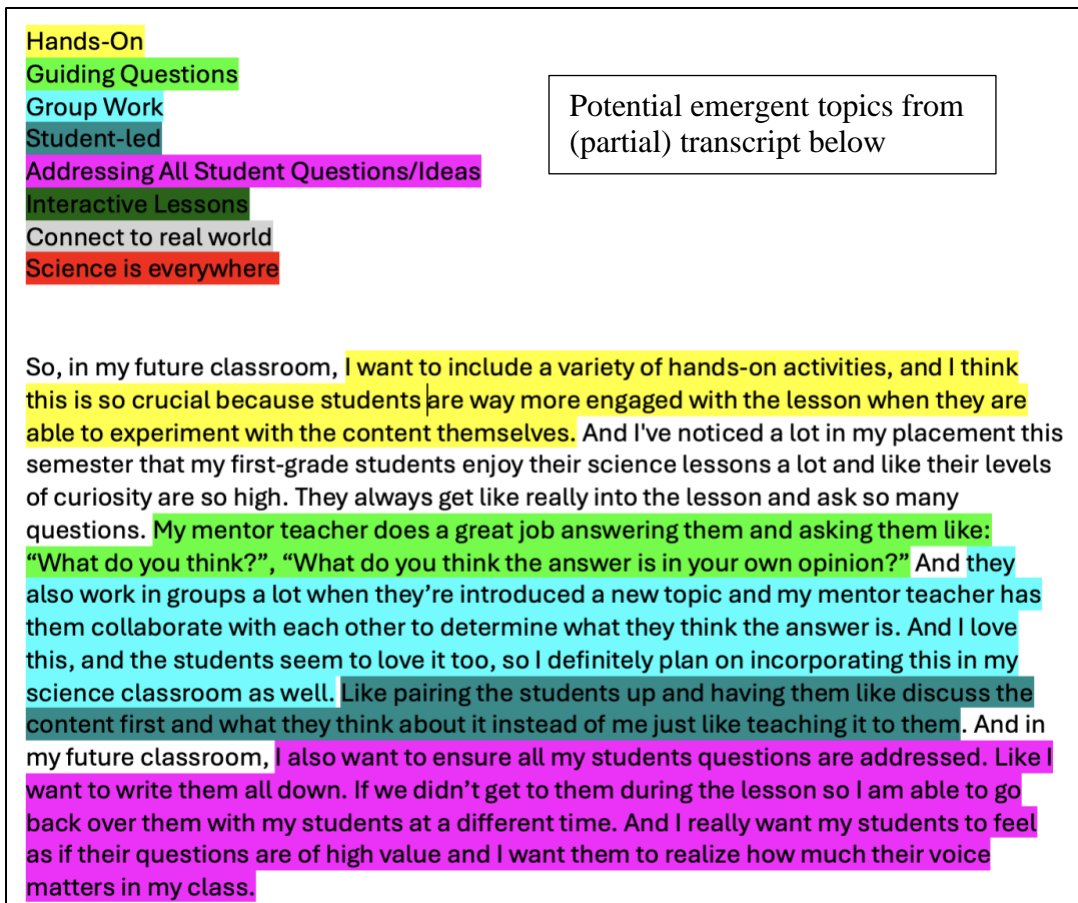 Hands-On
Guiding Questions
Group Work
Student-led
Addressing All Student Questions/Ideas
Interactive Lessons
Connect to real world
Science is everywhere
Potential emergent topics from
(partial) transcript below
So, in my future classroom, I want to include a variety of hands-on activities, and I think
this is so crucial because students are way more engaged with the lesson when they are
able to experiment with the content themselves. And I've noticed a lot in my placement this
semester that my first-grade students enjoy their science lessons a lot and like their levels
of curiosity are so high. They always get like really into the lesson and ask so many
questions. My mentor teacher does a great job answering them and asking them like:
“What do you think?”, “What do you think the answer is in your own opinion?” And they
also work in groups a lot when they’re introduced a new topic and my mentor teacher has
them collaborate with each other to determine what they think the answer is. And I love
this, and the students seem to love it too, so I definitely plan on incorporating this in my
science classroom as well. Like pairing the students up and having them like discuss the
content first and what they think about it instead of me just like teaching it to them. And in
my future classroom, I also want to ensure all my students questions are addressed. Like I
want to write them all down. If we didn’t get to them during the lesson so I am able to go
back over them with my students at a different time. And I really want my students to feel
as if their questions are of high value and I want them to realize how much their voice
matters in my class.